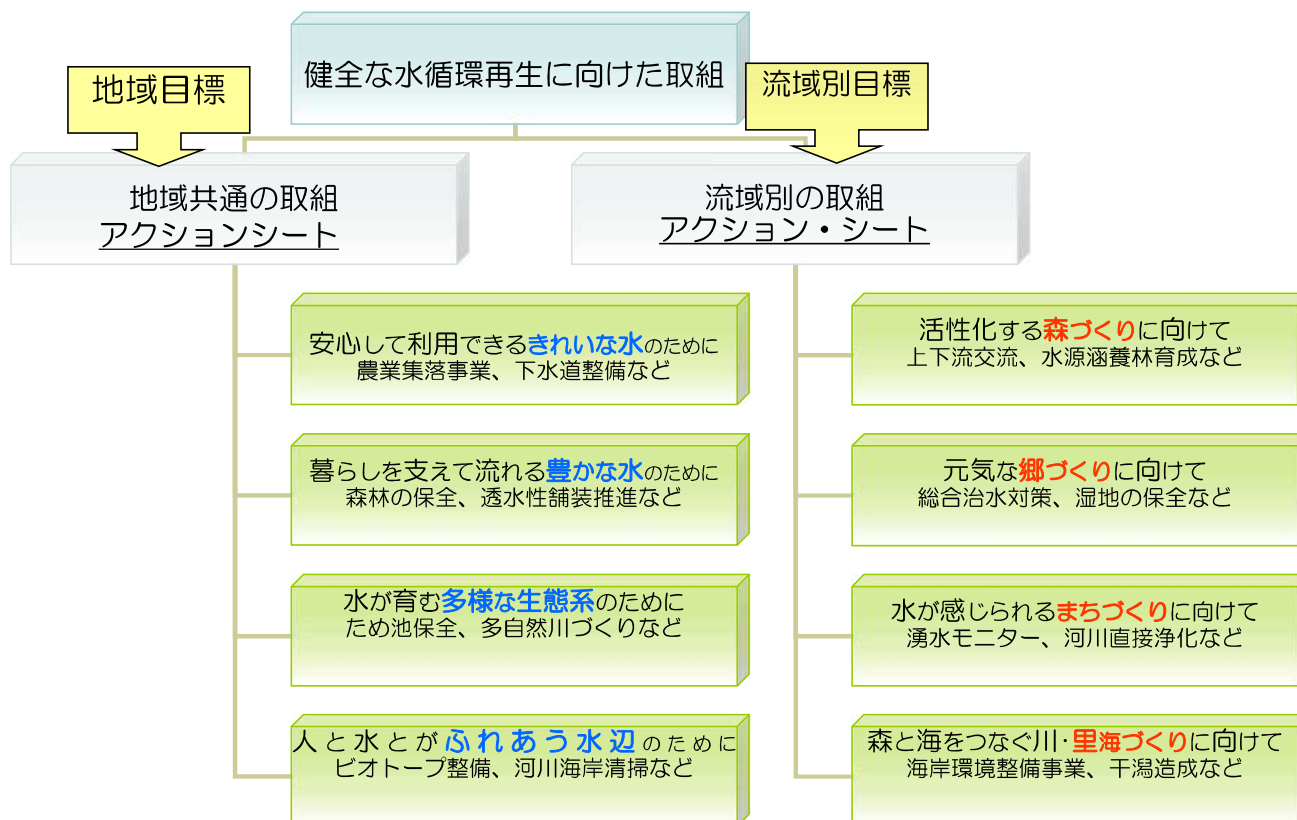 健全な水循環再生に向けた取組
地域目標
流域別目標
地域共通の取組
アクションシート
流域別の取組
アクション・シート
安心して利用できるきれいな水のために
農業集落事業、下水道整備など
暮らしを支えて流れる豊かな水のために
森林の保全、透水性舗装推進など
水が育む多様な生態系のために
ため池保全、多自然川づくりなど
人と水とがふれあう水辺のために
ビオトープ整備、河川海岸清掃など
活性化する森づくりに向けて
上下流交流、水源涵養林育成など
元気な郷づくりに向けて
総合治水対策、湿地の保全など
水が感じられるまちづくりに向けて
湧水モニター、河川直接浄化など
森と海をつなぐ川・里海づくりに向けて
海岸環境整備事業、干潟造成など